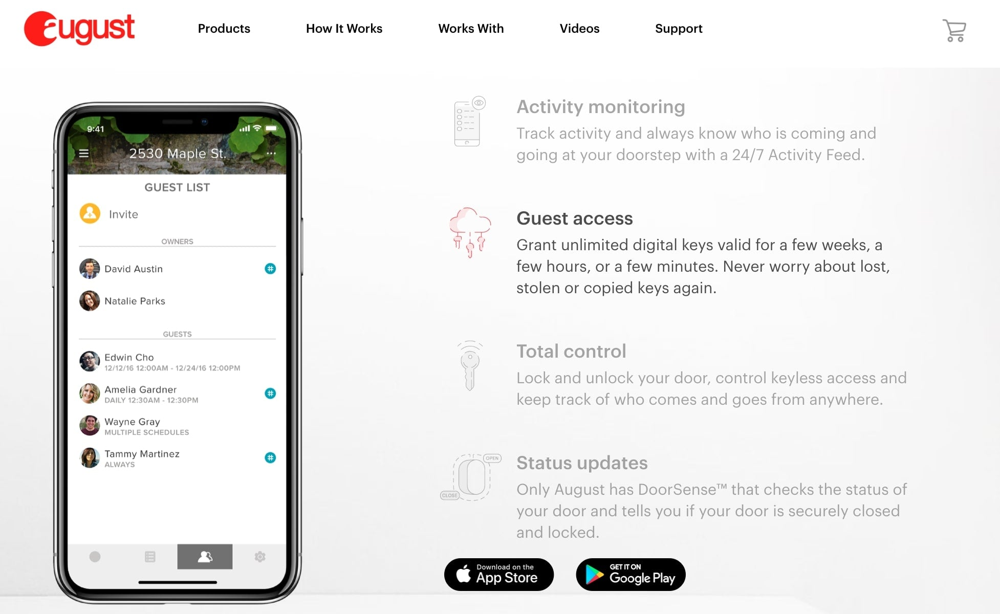 august
Products
How It Works
Works With
Videos
Support
9:41
2530 Maple St.
GUEST LIST
Invite
OWNERS
David Austin
#
Natalie Parks
GUESTS
Edwin Cho
12/12/16 12:00AM - 12/24/16 12:00PM
Amelia Gardner
#
DAILY 12:30AM - 12:30PM
Wayne Gray
MULTIPLE SCHEDULES
Tammy Martinez
#
ALWAYS
Activity monitoring
Track activity and always know who is coming and
going at your doorstep with a 24/7 Activity Feed.
Guest access
Grant unlimited digital keys valid for a few weeks, a
few hours, or a few minutes. Never worry about lost,
stolen or copied keys again.
Total control
Lock and unlock your door, control keyless access and
keep track of who comes and goes from anywhere.
OPEN
CLOSE
Status updates
Only August has DoorSense™ that checks the status of
your door and tells you if your door is securely closed
and locked.
Download on the
App Store
GET IT ON
Google Play